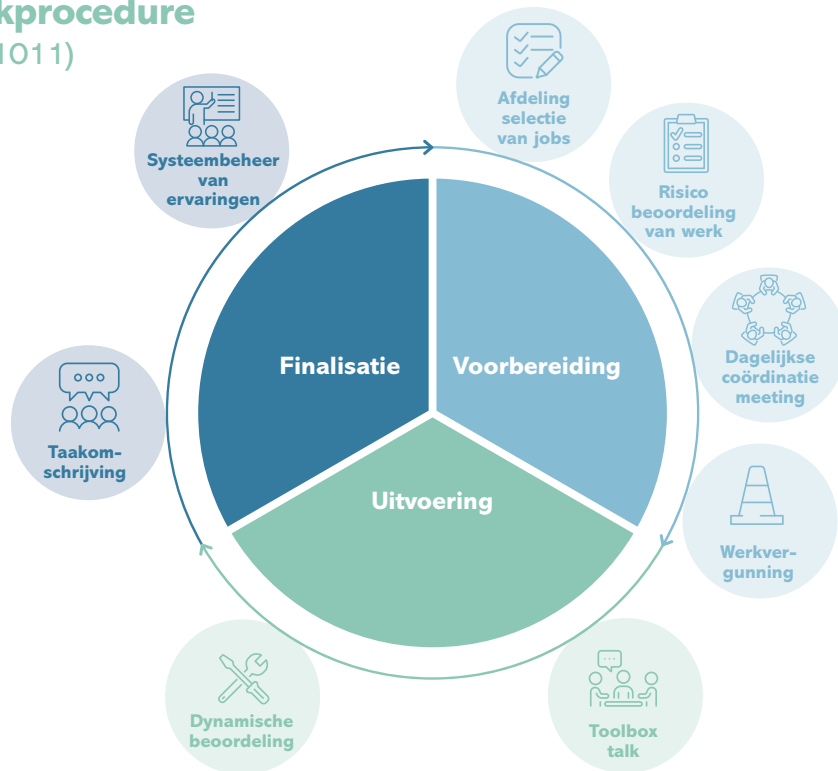 kprocedure
1011)
Afdeling
selectie
van jobs
Risico
beoordeling
van werk
Dagelijkse
coördinatie
meeting
Werkver-
gunning
Toolbox
talk
Dynamische
beoordeling
Taakom-
schrijving
Systeembeheer
van
ervaringen
Finalisatie
Voorbereiding
Uitvoering